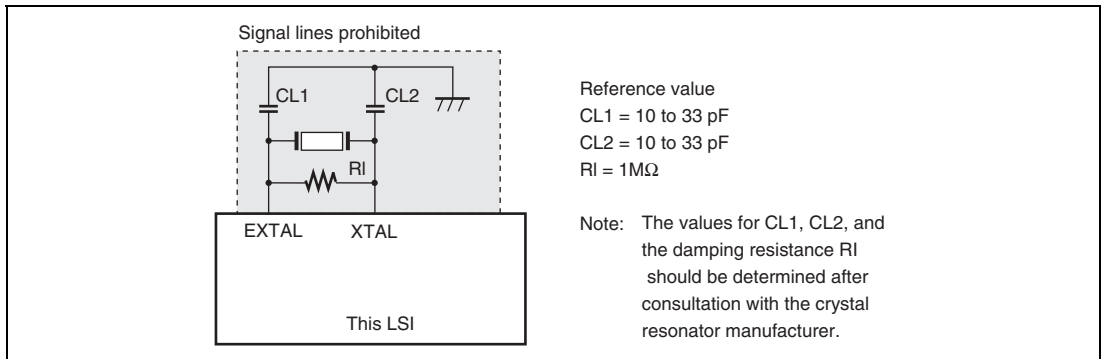 Signal lines prohibited
CL1
CL2
RI
EXTAL XTAL
This LSI
Reference value
CL1 = 10 to 33 pF
CL2 = 10 to 33 pF
RI = 1MΩ
Note: The values for CL1, CL2, and
the damping resistance RI
should be determined after
consultation with the crystal
resonator manufacturer.